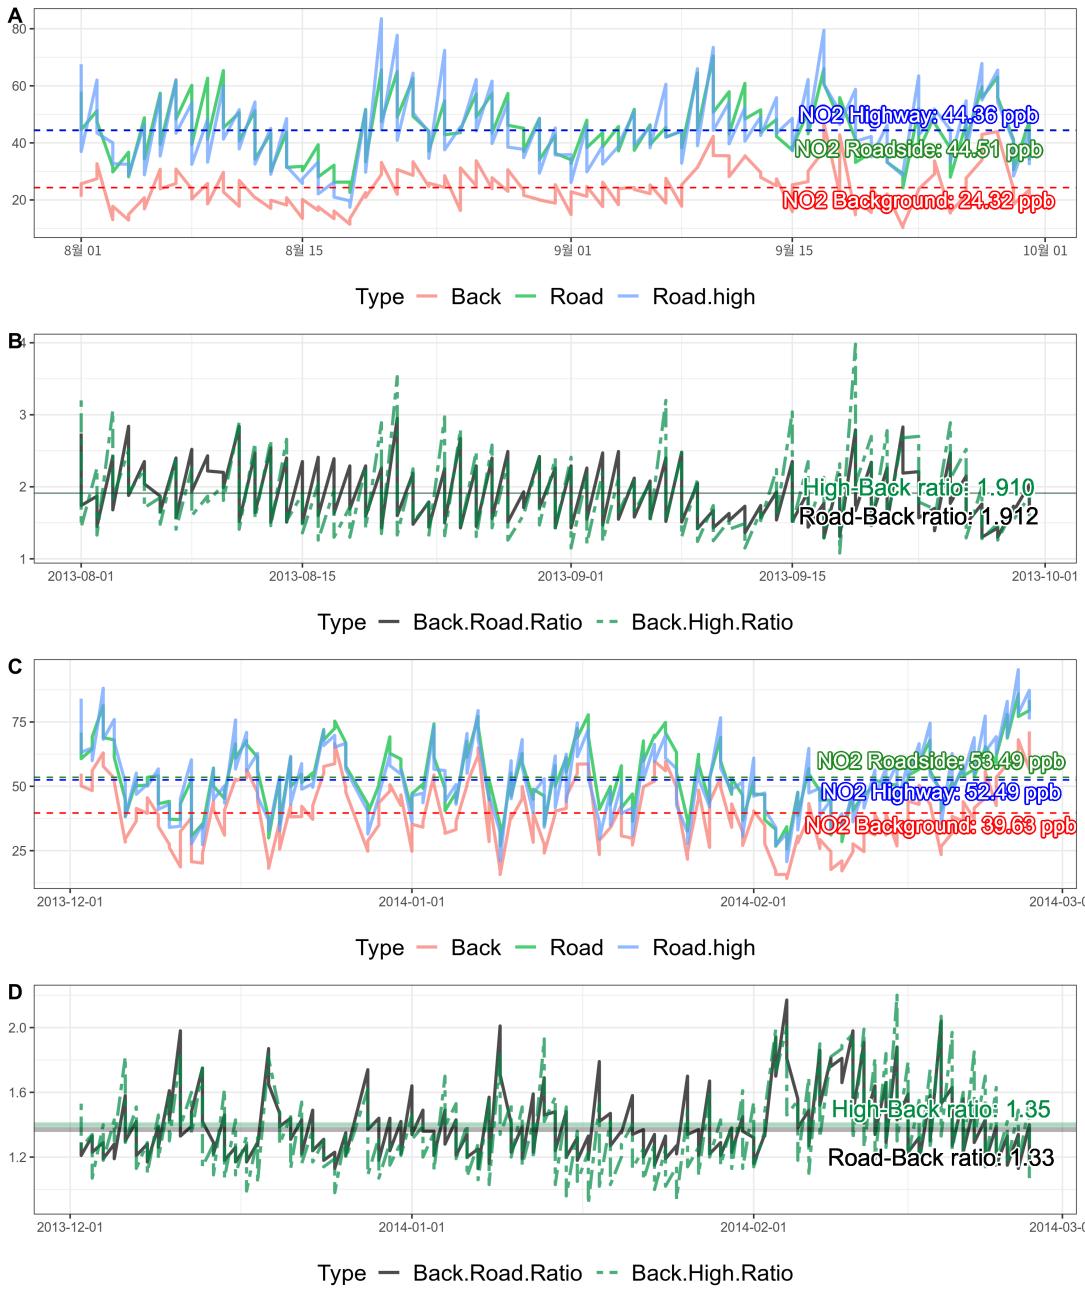 A
80
60
40
20
NO2 Highway: 44.36 ppb
NO2 Roadside: 44.51 ppb
NO2 Background: 24.32 ppb
8월 01
8월 15
9월 01
9월 15
10월 01
Type Back Road Road.high
B
4
3
2
1
High-Back ratio: 1.910
Road-Back ratio: 1.912
2013-08-01
2013-08-15
2013-09-01
2013-09-15
2013-10-01
Type Back.Road.Ratio Back.High.Ratio
C
75
50
25
NO2 Roadside: 53.49 ppb
NO2 Highway: 52.49 ppb
NO2 Background: 39.63 ppb
2013-12-01
2014-01-01
2014-02-01
2014-03-0
Type Back Road Road.high
D
2.0
1.6
1.2
High-Back ratio: 1.35
Road-Back ratio: 1.33
2013-12-01
2014-01-01
2014-02-01
2014-03-0
Type Back.Road.Ratio Back.High.Ratio